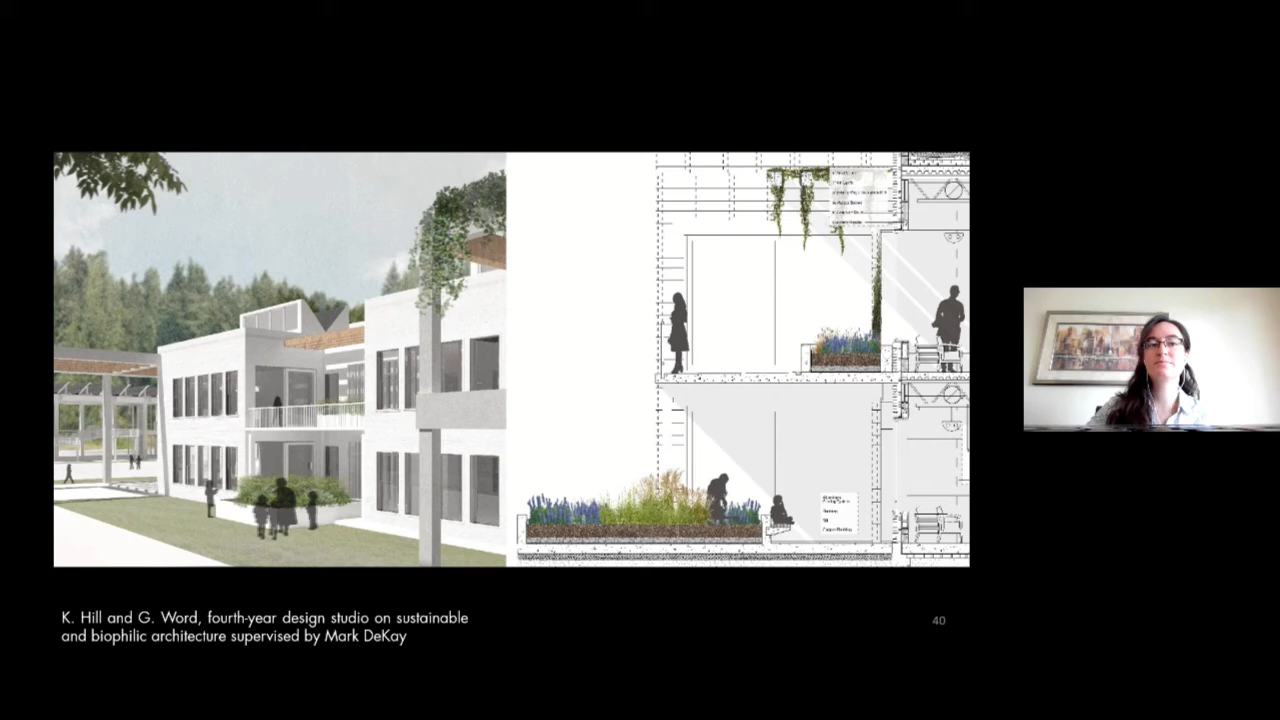 K. Hill and G. Word, fourth-year design studio on sustainable
and biophilic architecture supervised by Mark DeKay
40